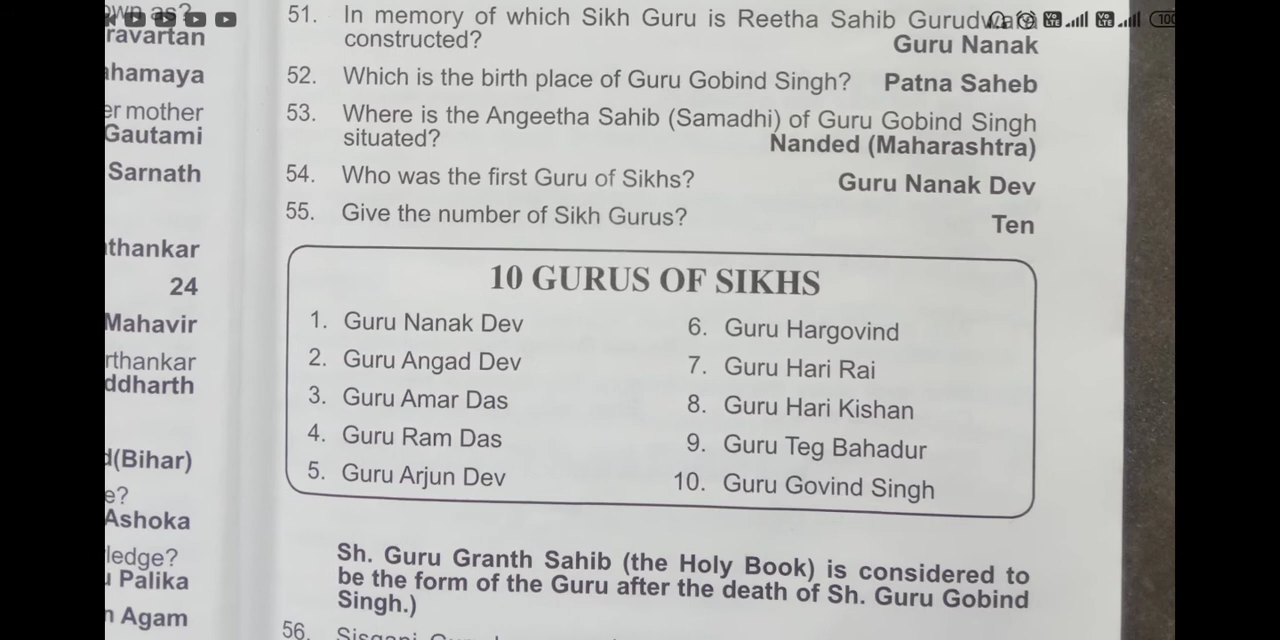 ravartan
Gautami
Sarnath
24
Mahavir
(Bihar)
Ashoka
Palika
Agam
51. In memory of which Sikh Guru is Reetha Sahib Gurudwara
constructed? Guru Nanak
52. Which is the birth place of Guru Gobind Singh? Patna Saheb
53. Where is the Angeetha Sahib (Samadhi) of Guru Gobind Singh
situated? Nanded (Maharashtra)
54. Who was the first Guru of Sikhs? Guru Nanak Dev
55. Give the number of Sikh Gurus? Ten
10 GURUS OF SIKHS
1. Guru Nanak Dev
2. Guru Angad Dev
3. Guru Amar Das
4. Guru Ram Das
5. Guru Arjun Dev
6. Guru Hargovind
7. Guru Hari Rai
8. Guru Hari Kishan
9. Guru Teg Bahadur
10. Guru Govind Singh
Sh. Guru Granth Sahib (the Holy Book) is considered to
be the form of the Guru after the death of Sh. Guru Gobind
Singh.)
56.